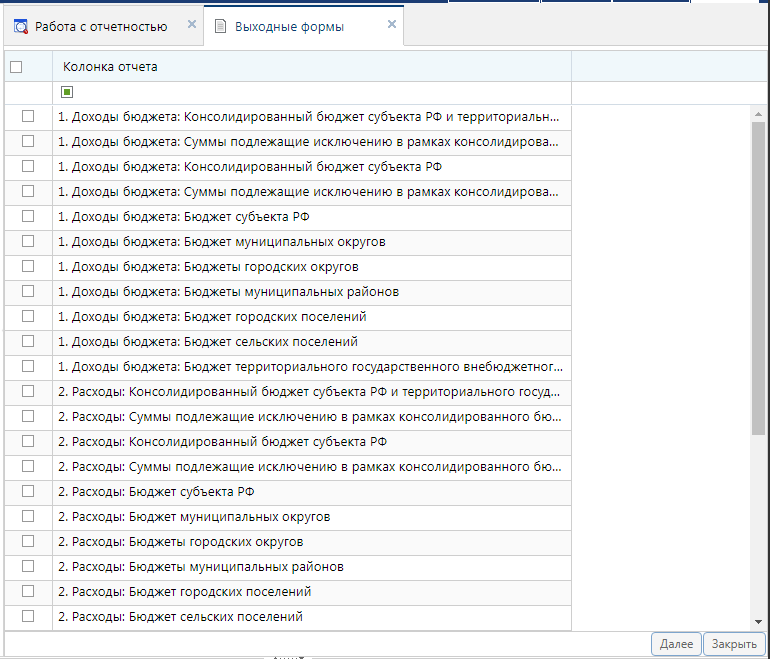 Работа с отчетностью
Выходные формы
Колонка отчета
1. Доходы бюджета: Консолидированный бюджет субъекта РФ и территориальн...
1. Доходы бюджета: Суммы подлежащие исключению в рамках консолидирова...
1. Доходы бюджета: Консолидированный бюджет субъекта РФ
1. Доходы бюджета: Суммы подлежащие исключению в рамках консолидирова...
1. Доходы бюджета: Бюджет субъекта РФ
1. Доходы бюджета: Бюджет муниципальных округов
1. Доходы бюджета: Бюджеты городских округов
1. Доходы бюджета: Бюджеты муниципальных районов
1. Доходы бюджета: Бюджет городских поселений
1. Доходы бюджета: Бюджет сельских поселений
1. Доходы бюджета: Бюджет территориального государственного внебюджетног...
2. Расходы: Консолидированный бюджет субъекта РФ и территориального госуд...
2. Расходы: Суммы подлежащие исключению в рамках консолидированного бю...
2. Расходы: Консолидированный бюджет субъекта РФ
2. Расходы: Суммы подлежащие исключению в рамках консолидированного бю...
2. Расходы: Бюджет субъекта РФ
2. Расходы: Бюджет муниципальных округов
2. Расходы: Бюджеты городских округов
2. Расходы: Бюджеты муниципальных районов
2. Расходы: Бюджет городских поселений
2. Расходы: Бюджет сельских поселений
Далее
Закрыть